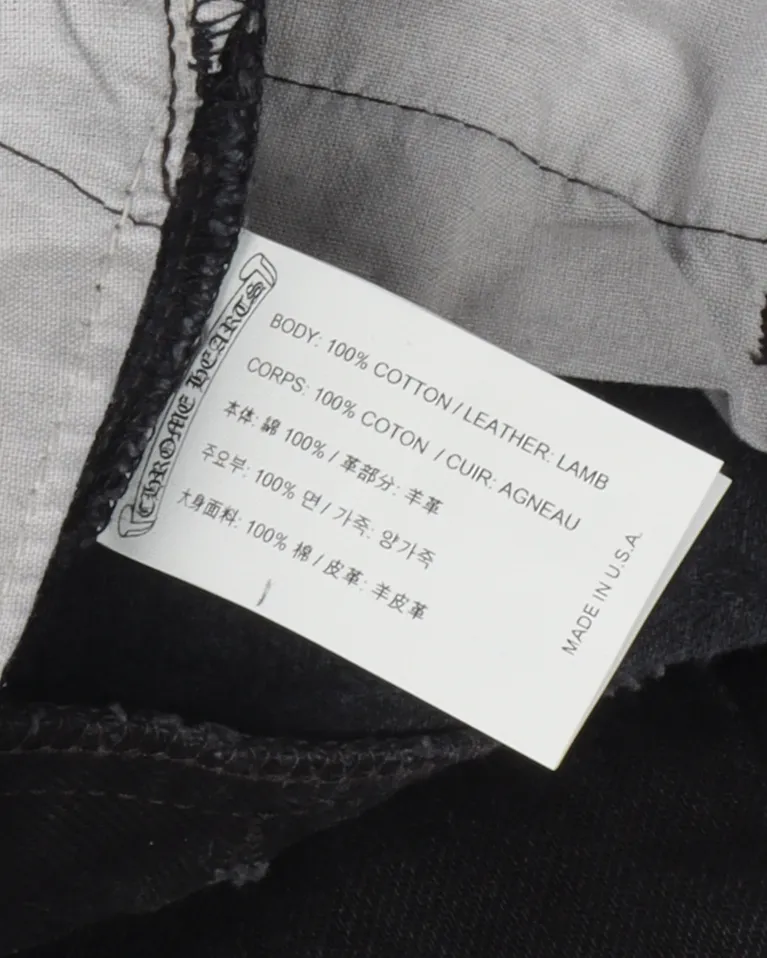 CHROME HEARTS
BODY: 100% COTTON / LEATHER: LAMB
CORPS: 100% COTON / CUIR: AGNEAU
本体: 綿 100% / 革部分: 羊革
주요부: 100% 면 / 가죽: 양가죽
大身面料: 100% 棉 / 皮革: 羊皮革
MADE IN U.S.A.